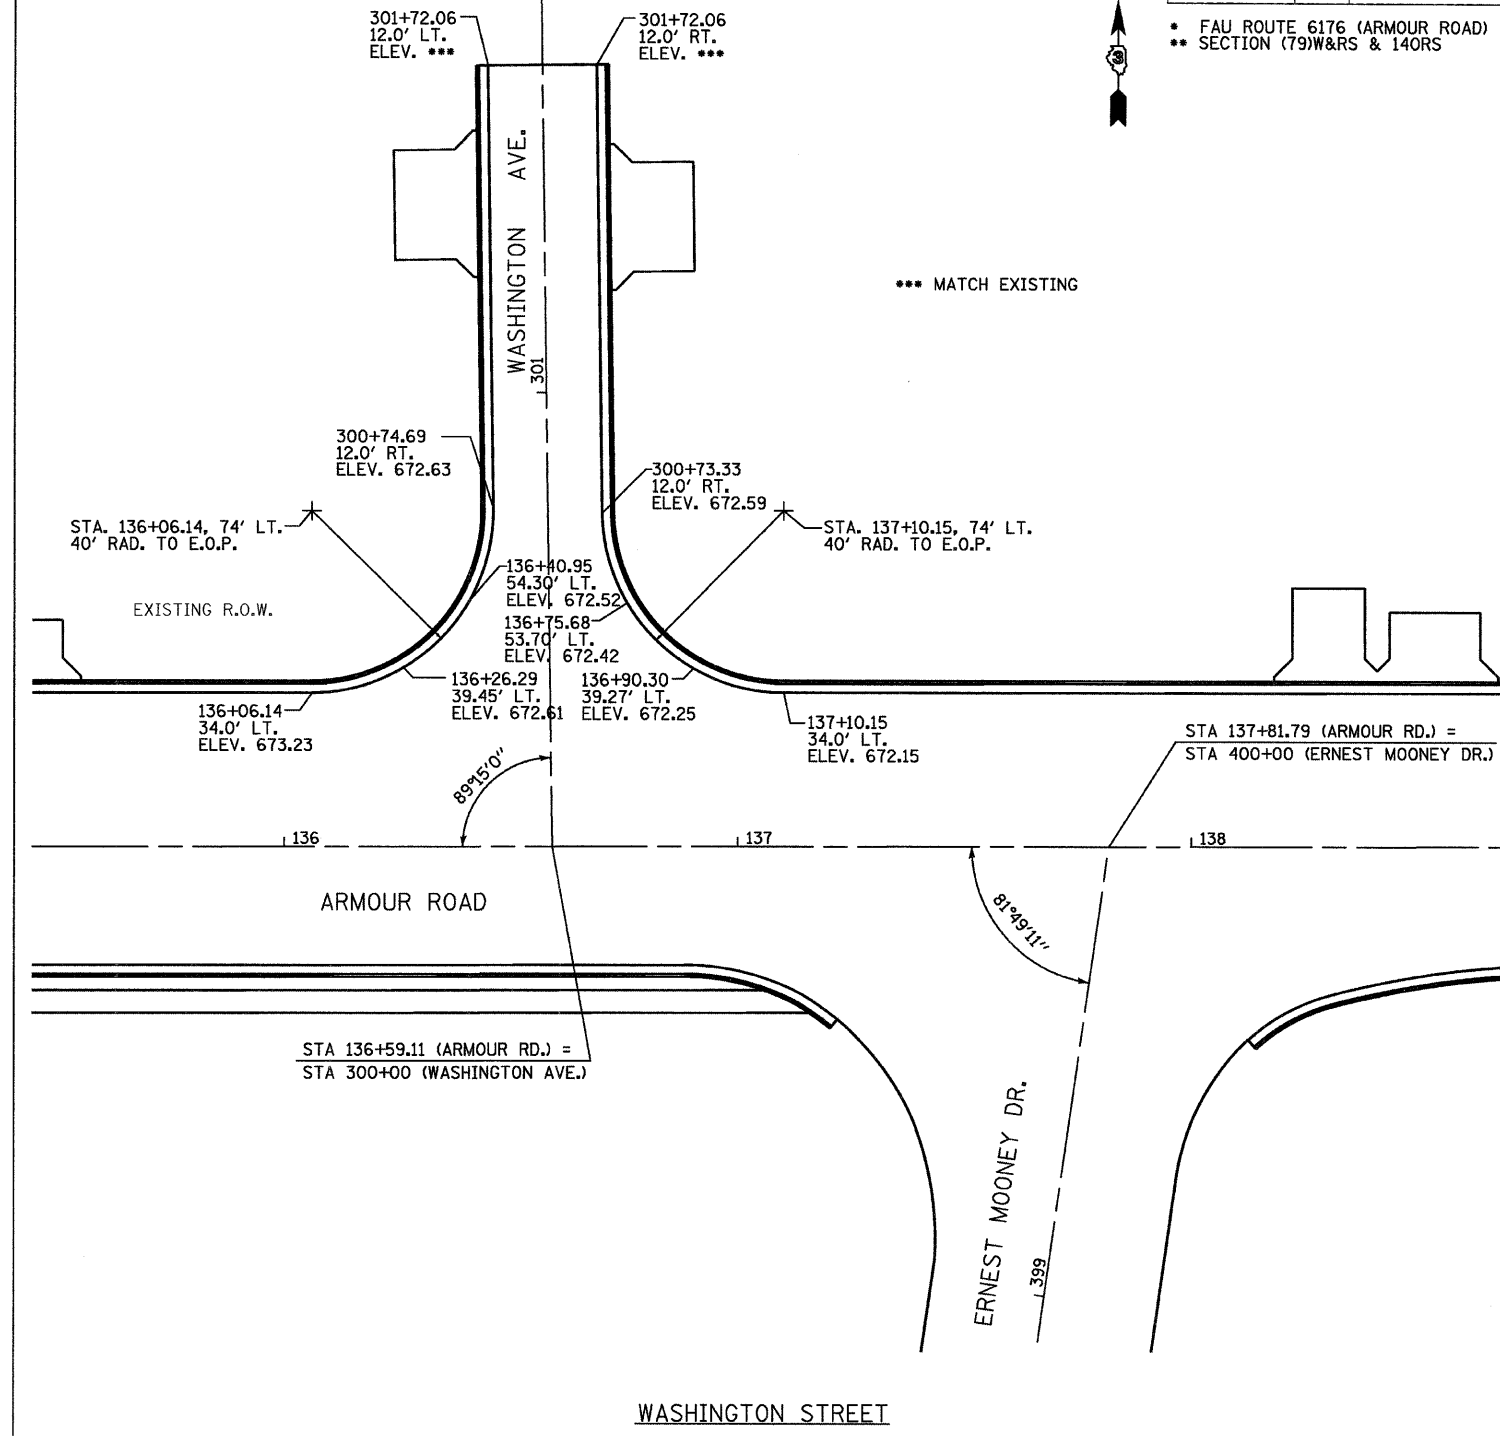 301+72.06
12.0' LT.
ELEV. ***
301+72.06
12.0' RT.
ELEV. ***
3
* FAU ROUTE 6176 (ARMOUR ROAD)
** SECTION (79)W&RS & 140RS
WASHINGTON AVE.
*** MATCH EXISTING
301
300+74.69
12.0' RT.
ELEV. 672.63
300+73.33
12.0' RT.
ELEV. 672.59
STA. 136+06.14, 74' LT.
40' RAD. TO E.O.P.
STA. 137+10.15, 74' LT.
40' RAD. TO E.O.P.
136+40.95
54.30' LT.
ELEV. 672.52
EXISTING R.O.W.
136+75.68
53.70' LT.
ELEV. 672.42
136+26.29
39.45' LT.
ELEV. 672.61
136+90.30
39.27' LT.
ELEV. 672.25
136+06.14
34.0' LT.
ELEV. 673.23
137+10.15
34.0' LT.
ELEV. 672.15
STA 137+81.79 (ARMOUR RD.) =
STA 400+00 (ERNEST MOONEY DR.)
89°15'0"
136
137
138
ARMOUR ROAD
81°49'11"
STA 136+59.11 (ARMOUR RD.) =
STA 300+00 (WASHINGTON AVE.)
ERNEST MOONEY DR.
399
WASHINGTON STREET